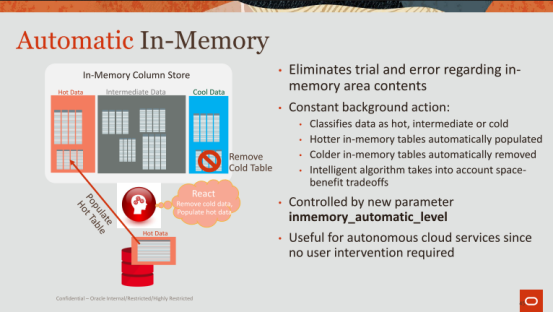 Automatic In-Memory
In-Memory Column Store
Hot Data
Intermediate Data
Cool Data
Remove
Cold Table
Populate
Hot Table
React
Remove cold data,
Populate hot data
Hot Data
• Eliminates trial and error regarding in-
memory area contents
• Constant background action:
• Classifies data as hot, intermediate or cold
• Hotter in-memory tables automatically populated
• Colder in-memory tables automatically removed
• Intelligent algorithm takes into account space-
benefit tradeoffs
• Controlled by new parameter
inmemory_automatic_level
• Useful for autonomous cloud services since
no user intervention required
Confidential – Oracle Internal/Restricted/Highly Restricted